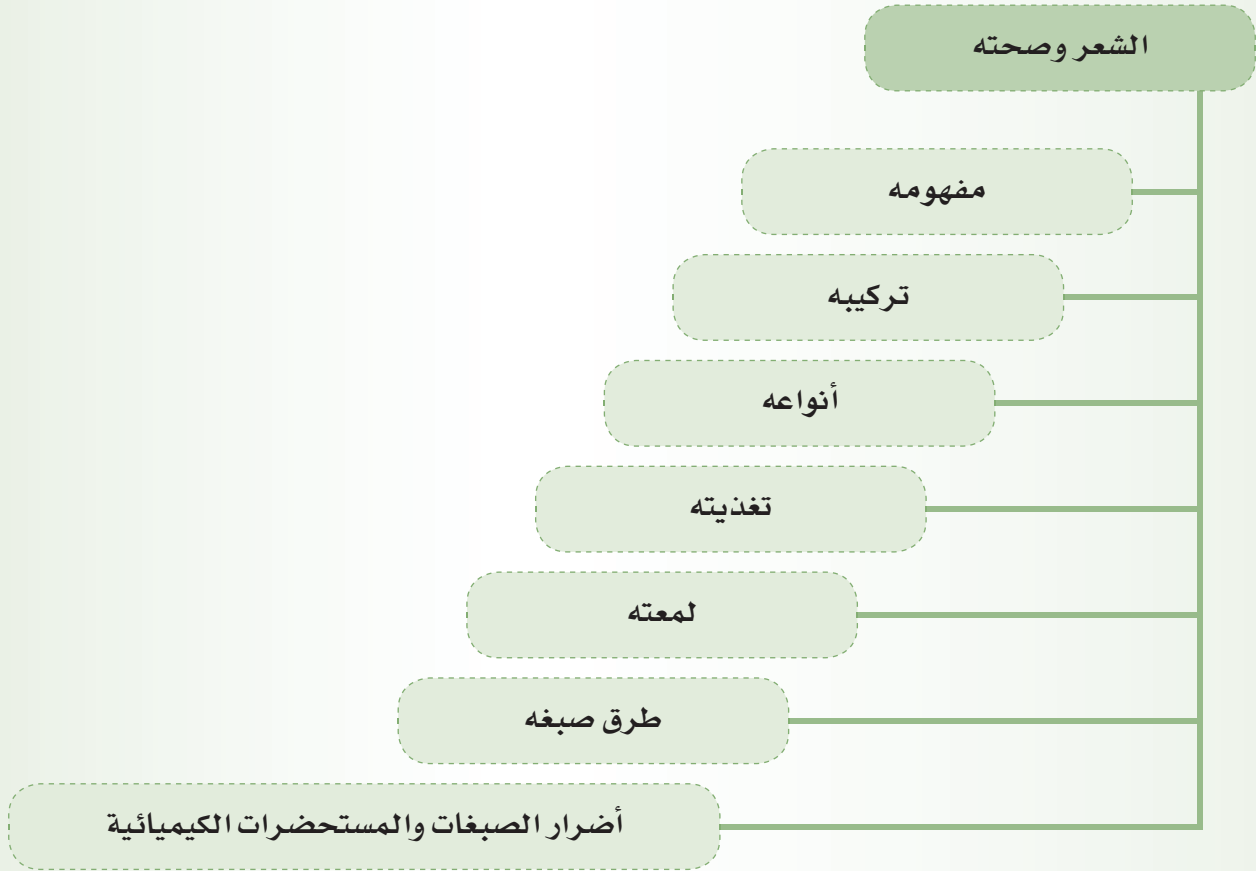 الشعر وصحته
مفهومه
تركيبه
أنواعه
تغذيته
لمعته
طرق صبغه
أضرار الصبغات والمستحضرات الكيميائية